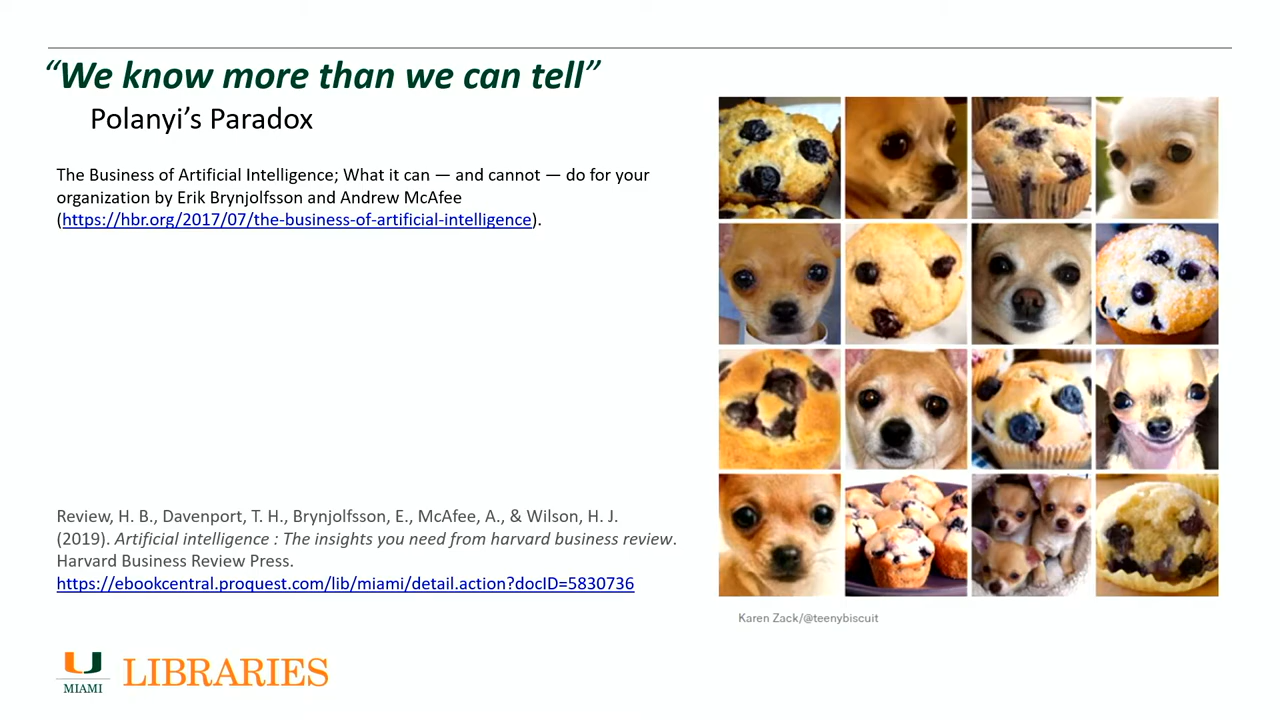 “We know more than we can tell”
Polanyi’s Paradox
The Business of Artificial Intelligence; What it can — and cannot — do for your
organization by Erik Brynjolfsson and Andrew McAfee
(https://hbr.org/2017/07/the-business-of-artificial-intelligence).
Review, H. B., Davenport, T. H., Brynjolfsson, E., McAfee, A., & Wilson, H. J.
(2019). Artificial intelligence : The insights you need from harvard business review.
Harvard Business Review Press.
https://ebookcentral.proquest.com/lib/miami/detail.action?docID=5830736
Karen Zack/@teenybiscuit
U
MIAMI
LIBRARIES